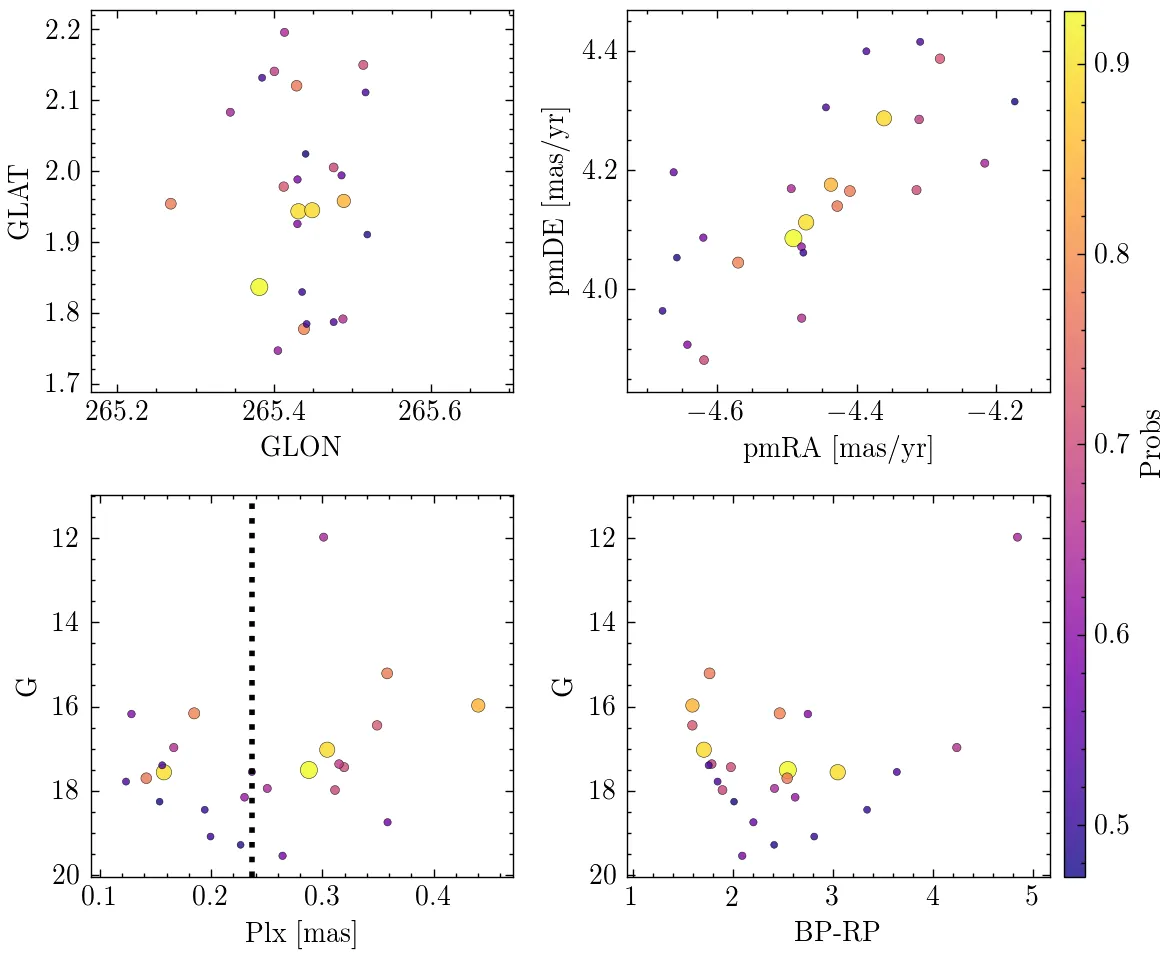 2.2
2.1
2.0
1.9
1.8
1.7
GLAT
265.2 265.4 265.6
GLON
4.4
4.2
4.0
pmDE [mas/yr]
−4.6 −4.4 −4.2
pmRA [mas/yr]
0.9
0.8
0.7
0.6
0.5
Probs
12
14
16
18
20
G
0.1 0.2 0.3 0.4
Plx [mas]
12
14
16
18
20
G
1 2 3 4 5
BP-RP